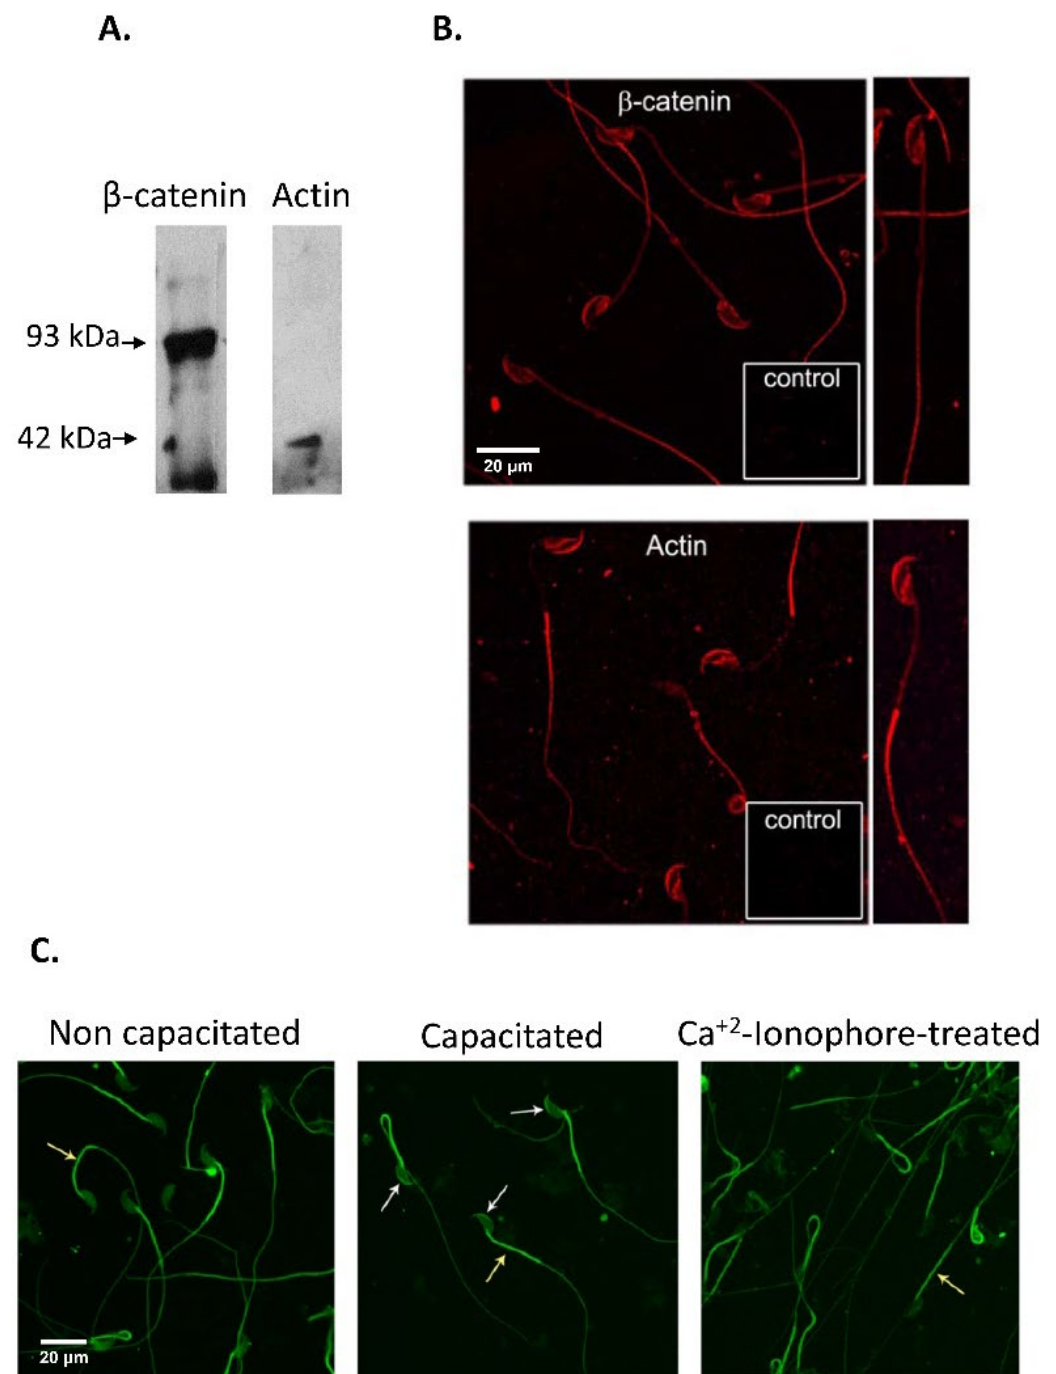 A.
B.
β-catenin Actin
93 kDa
42 kDa
β-catenin
control
20 µm
Actin
control
C.
Non capacitated
Capacitated
Ca+2-Ionophore-treated
20 µm